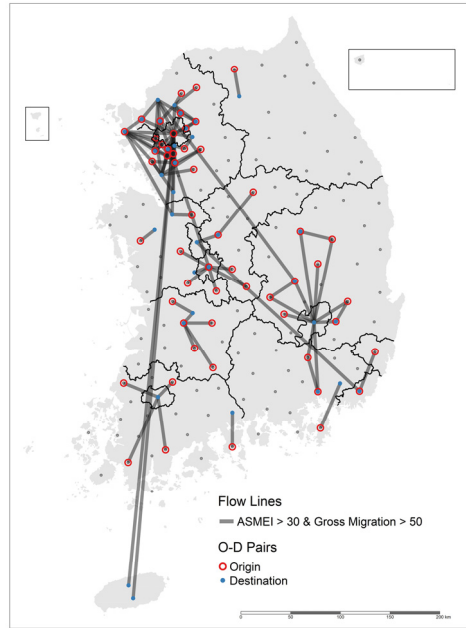 Flow Lines
ASMEI > 30 & Gross Migration > 50
O-D Pairs
Origin
Destination
0 50 100 150 200 km